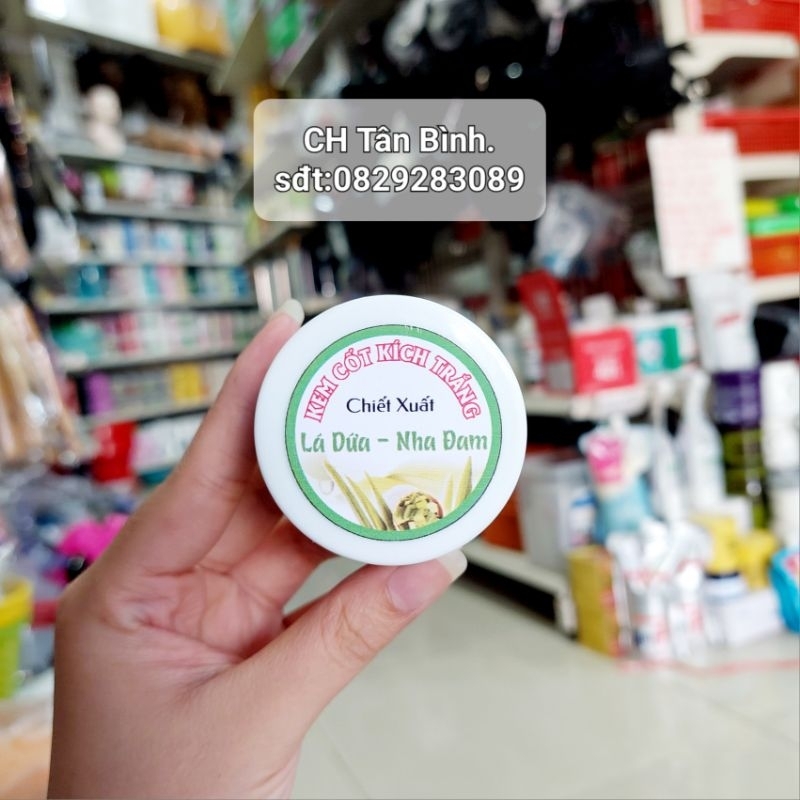 CH Tân Bình.
sđt:0829283089
KEM CỐT KÍCH TRẮNG
Chiết Xuất
Lá Dứa - Nha Đam